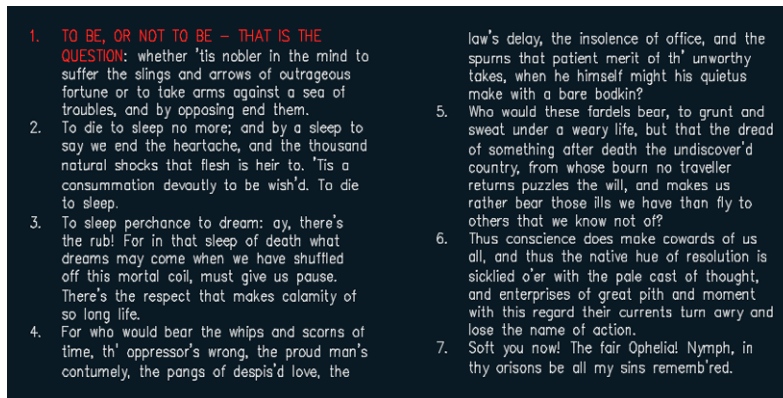 1. TO BE, OR NOT TO BE – THAT IS THE
QUESTION: whether 'tis nobler in the mind to
suffer the slings and arrows of outrageous
fortune or to take arms against a sea of
troubles, and by opposing end them.
2. To die to sleep no more; and by a sleep to
say we end the heartache, and the thousand
natural shocks that flesh is heir to. 'Tis a
consummation devoutly to be wish'd. To die
to sleep.
3. To sleep perchance to dream: ay, there's
the rub! For in that sleep of death what
dreams may come when we have shuffled
off this mortal coil, must give us pause.
There's the respect that makes calamity of
so long life.
4. For who would bear the whips and scorns of
time, th' oppressor's wrong, the proud man's
contumely, the pangs of despis'd love, the
law's delay, the insolence of office, and the
spurns that patient merit of th' unworthy
takes, when he himself might his quietus
make with a bare bodkin?
5. Who would these fardels bear, to grunt and
sweat under a weary life, but that the dread
of something after death the undiscover'd
country, from whose bourn no traveller
returns puzzles the will, and makes us
rather bear those ills we have than fly to
others that we know not of?
6. Thus conscience does make cowards of us
all, and thus the native hue of resolution is
sicklied o'er with the pale cast of thought,
and enterprises of great pith and moment
with this regard their currents turn awry and
lose the name of action.
7. Soft you now! The fair Ophelia! Nymph, in
thy orisons be all my sins rememb'red.